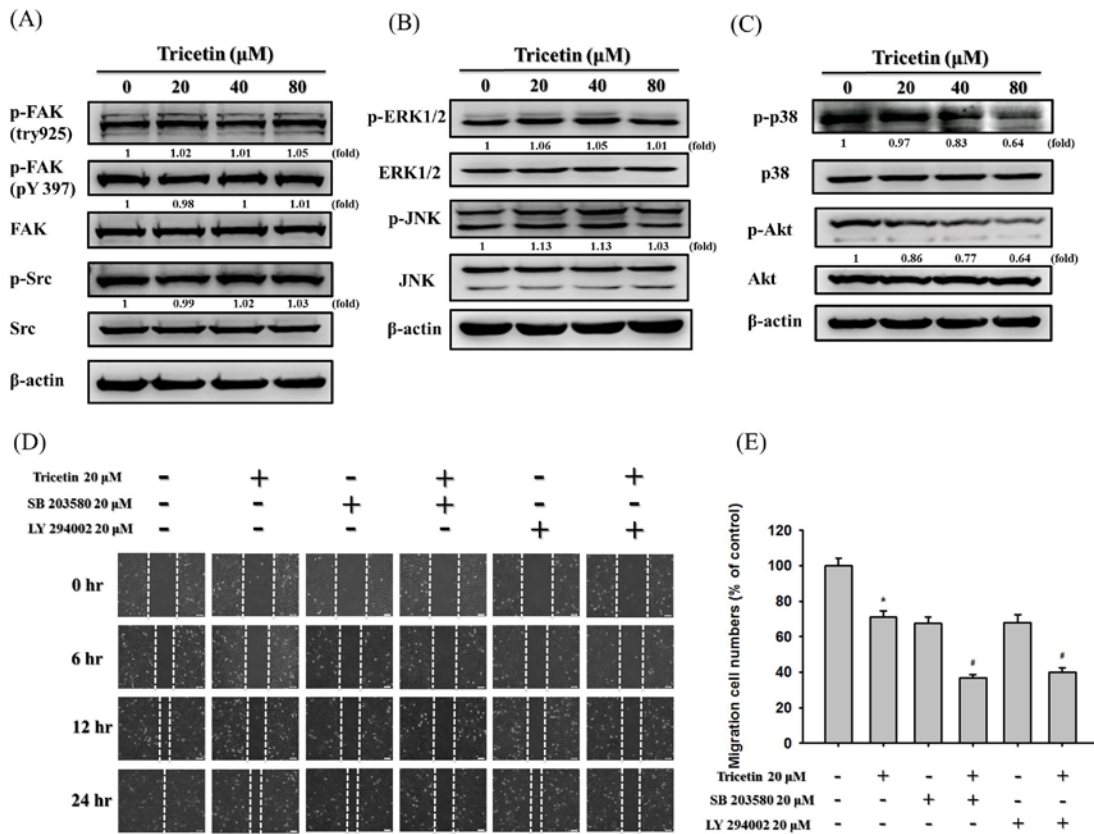 (A)
Tricetin (μM)
0 20 40 80
p-FAK
(try925)
1 1.02 1.01 1.05 (fold)
p-FAK
(pY 397)
1 0.98 1 1.01 (fold)
FAK
p-Src
1 0.99 1.02 1.03 (fold)
Src
β-actin
(B)
Tricetin (μM)
0 20 40 80
p-ERK1/2
1 1.06 1.05 1.01 (fold)
ERK1/2
p-JNK
1 1.13 1.13 1.03 (fold)
JNK
β-actin
(C)
Tricetin (μM)
0 20 40 80
p-p38
1 0.97 0.83 0.64 (fold)
p38
p-Akt
1 0.86 0.77 0.64 (fold)
Akt
β-actin
(D)
Tricetin 20 μM - + - + - +
SB 203580 20 μM - - + + - -
LY 294002 20 μM - - - - + +
0 hr
6 hr
12 hr
24 hr
(E)
Migration cell numbers (% of control)
120
100
80
60
40
20
0
*
#
#
Tricetin 20 μM - + - + - +
SB 203580 20 μM - - + + - -
LY 294002 20 μM - - - - + +